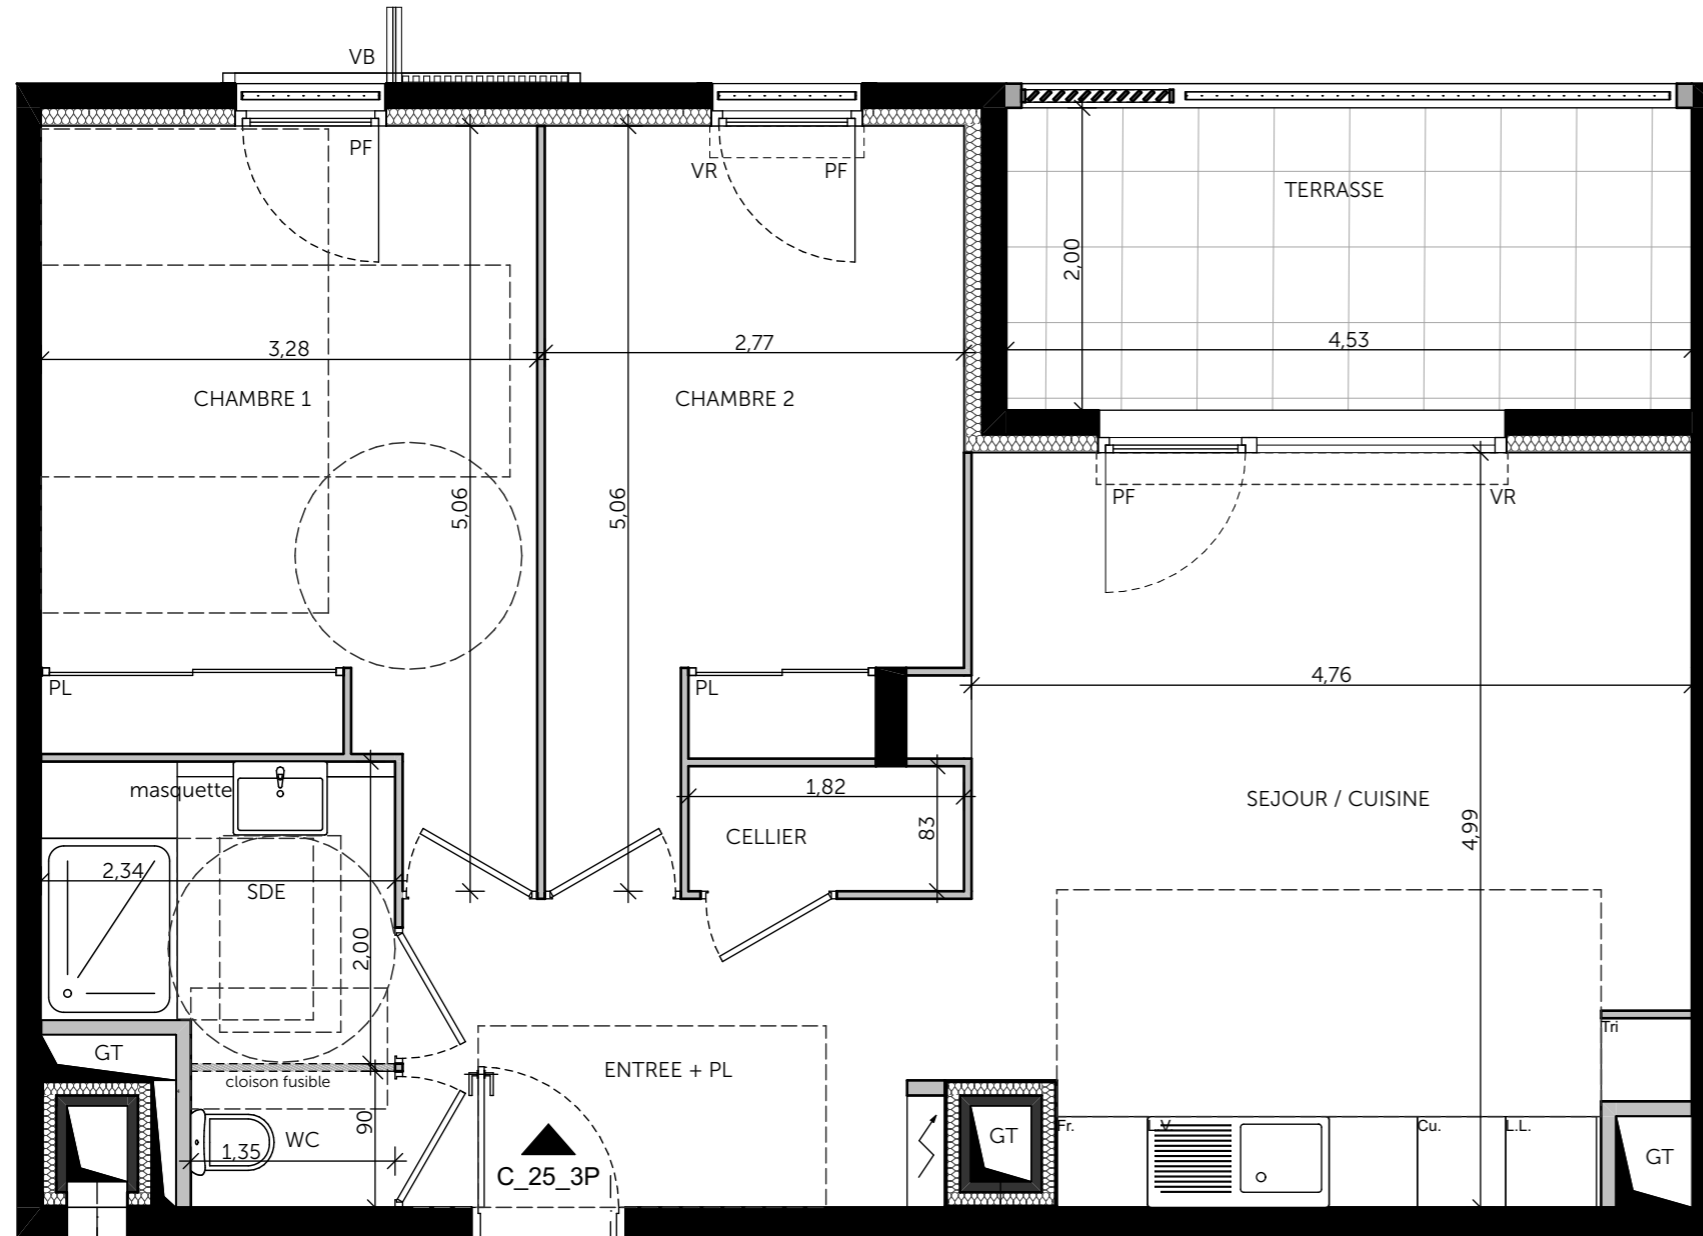 VB
PF
VR
PF
TERRASSE
2,00
3,28
2,77
4,53
CHAMBRE 1
CHAMBRE 2
5,06
5,06
PF
VR
PL
PL
4,76
masquette
1,82
SEJOUR / CUISINE
CELLIER
83
4,99
2,34
SDE
2,00
Tri
GT
ENTREE + PL
cloison fusible
90
WC
1,35
C_25_3P
GT
Fr.
L.V.
Cu.
L.L.
GT